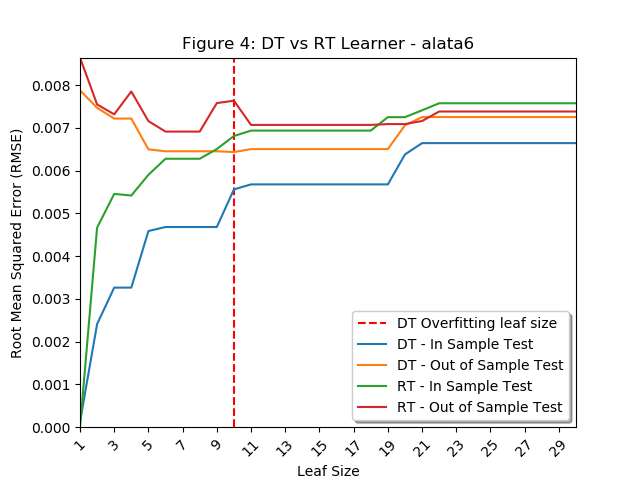 Figure 4: DT vs RT Learner - alata6
Root Mean Squared Error (RMSE)
0.008
0.007
0.006
0.005
0.004
0.003
0.002
0.001
0.000
DT Overfitting leaf size
DT - In Sample Test
DT - Out of Sample Test
RT - In Sample Test
RT - Out of Sample Test
1 3 5 7 9 11 13 15 17 19 21 23 25 27 29
Leaf Size